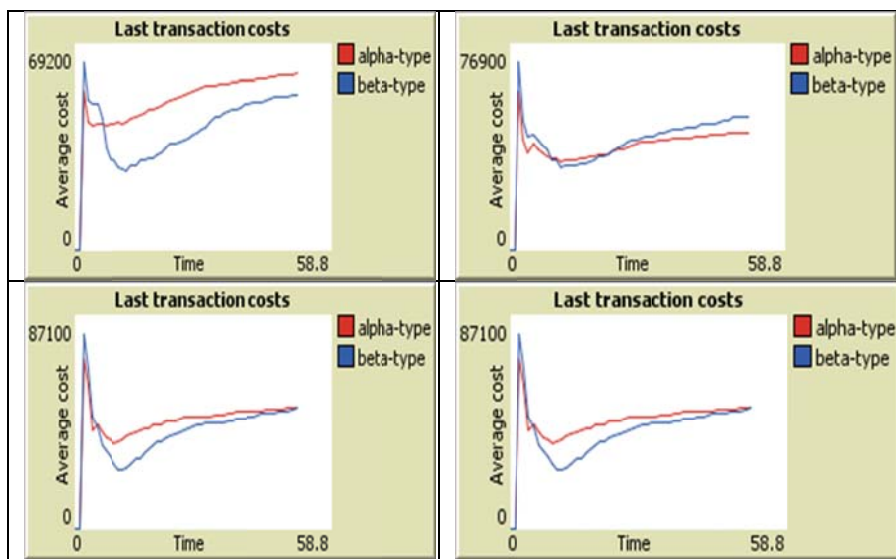 Last transaction costs
69200
alpha-type
beta-type
Average cost
0
0
Time
58.8
Last transaction costs
76900
alpha-type
beta-type
Average cost
0
0
Time
58.8
Last transaction costs
87100
alpha-type
beta-type
Average cost
0
0
Time
58.8
Last transaction costs
87100
alpha-type
beta-type
Average cost
0
0
Time
58.8